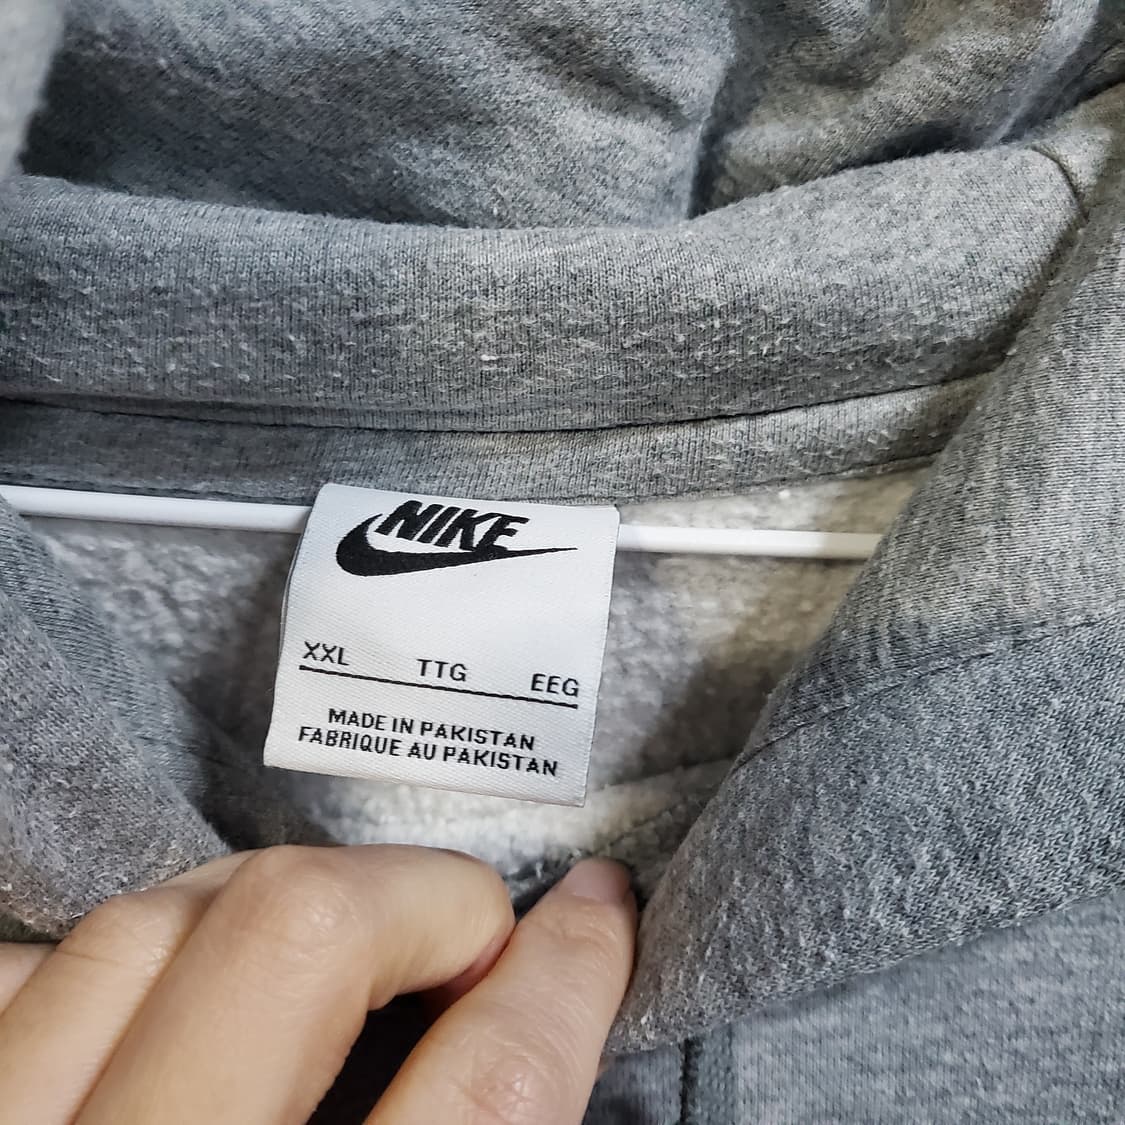 NIKE
XXL TTG EEG
MADE IN PAKISTAN
FABRIQUE AU PAKISTAN